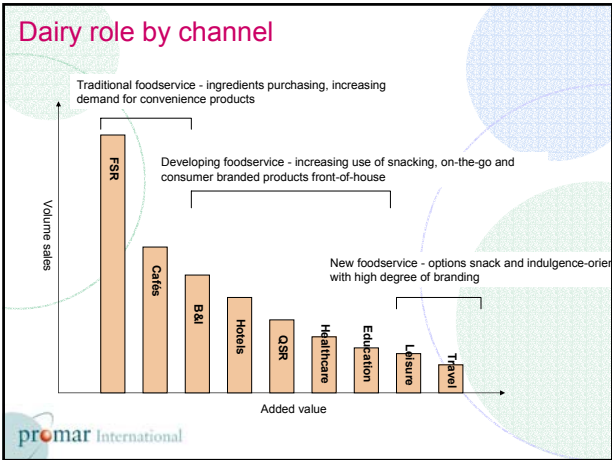 Dairy role by channel
Traditional foodservice - ingredients purchasing, increasing
demand for convenience products
Developing foodservice - increasing use of snacking, on-the-go and
consumer branded products front-of-house
New foodservice - options snack and indulgence-orien
with high degree of branding
Volume sales
FSR
Cafés
B&I
Hotels
QSR
Healthcare
Education
Leisure
Travel
Added value
promar International